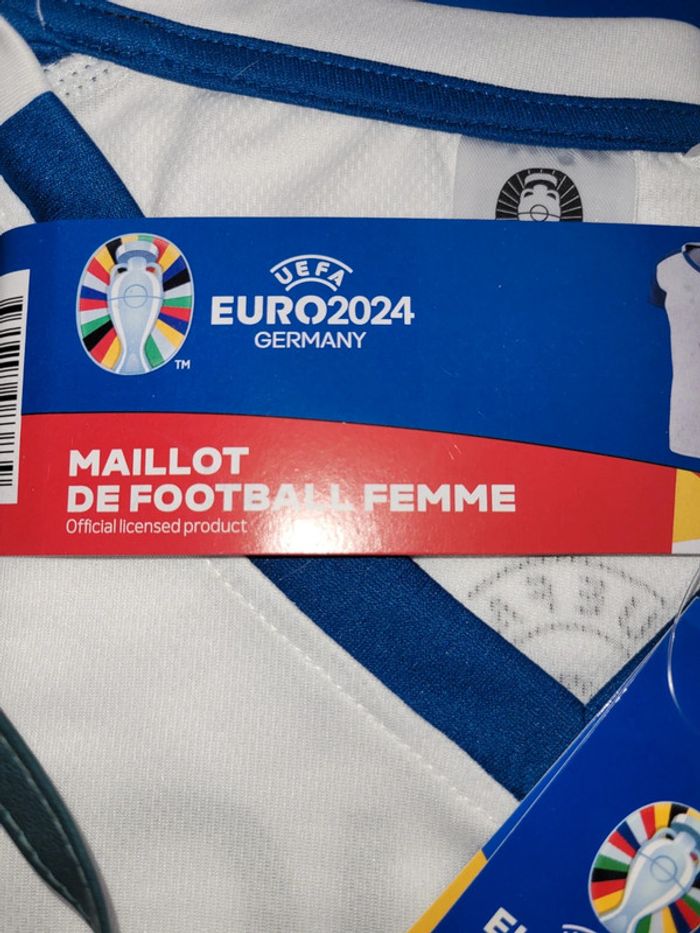 UEFA
EURO2024
GERMANY
TM
MAILLOT
DE FOOTBALL FEMME
Official licensed product